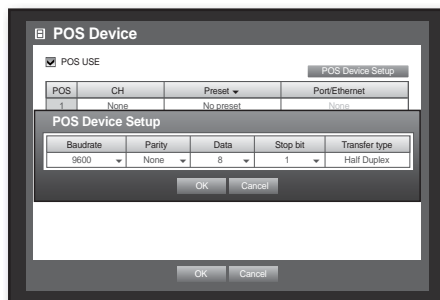 POS Device
POS USE
POS Device Setup
POS CH Preset Port/Ethernet
1 None No preset None
POS Device Setup
Baudrate Parity Data Stop bit Transfer type
9600 None 8 1 Half Duplex
OK Cancel
OK Cancel